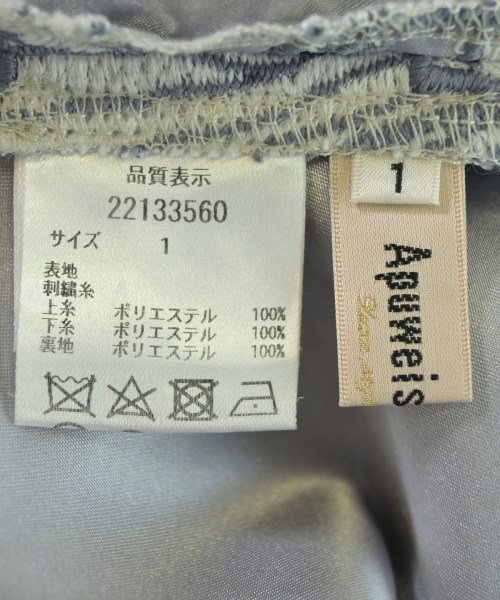 品質表示
22133560
サイズ 1
表地
刺繍糸
上糸 ポリエステル 100%
下糸 ポリエステル 100%
裏地 ポリエステル 100%
1
Apuweis